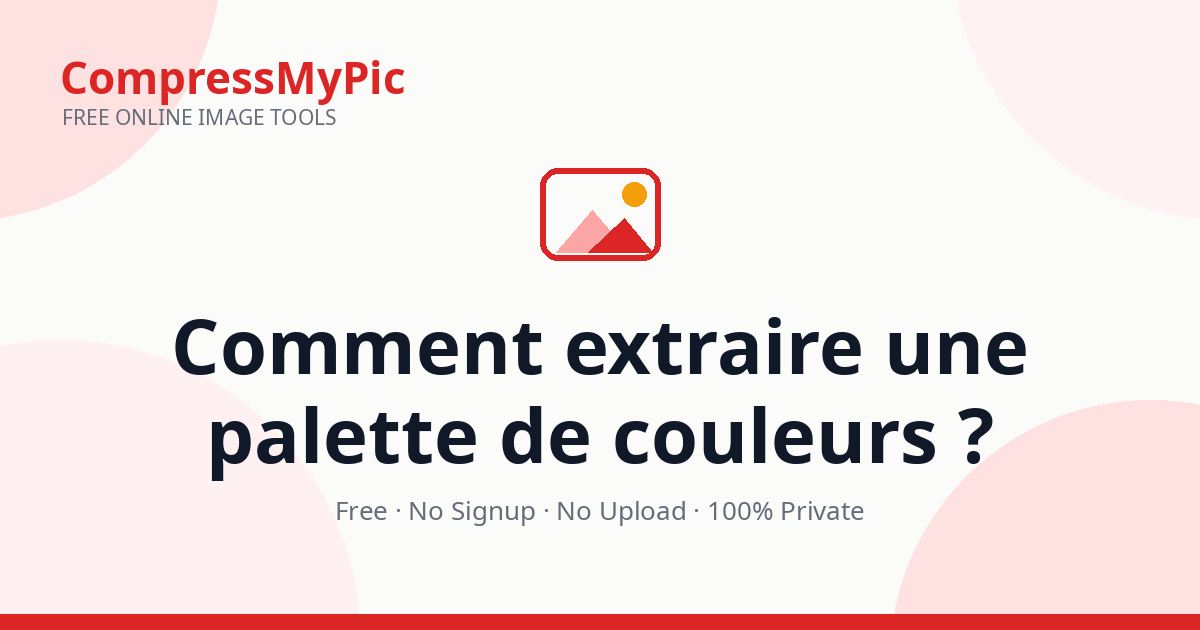 CompressMyPic
FREE ONLINE IMAGE TOOLS
Comment extraire une
palette de couleurs ?
Free · No Signup · No Upload · 100% Private